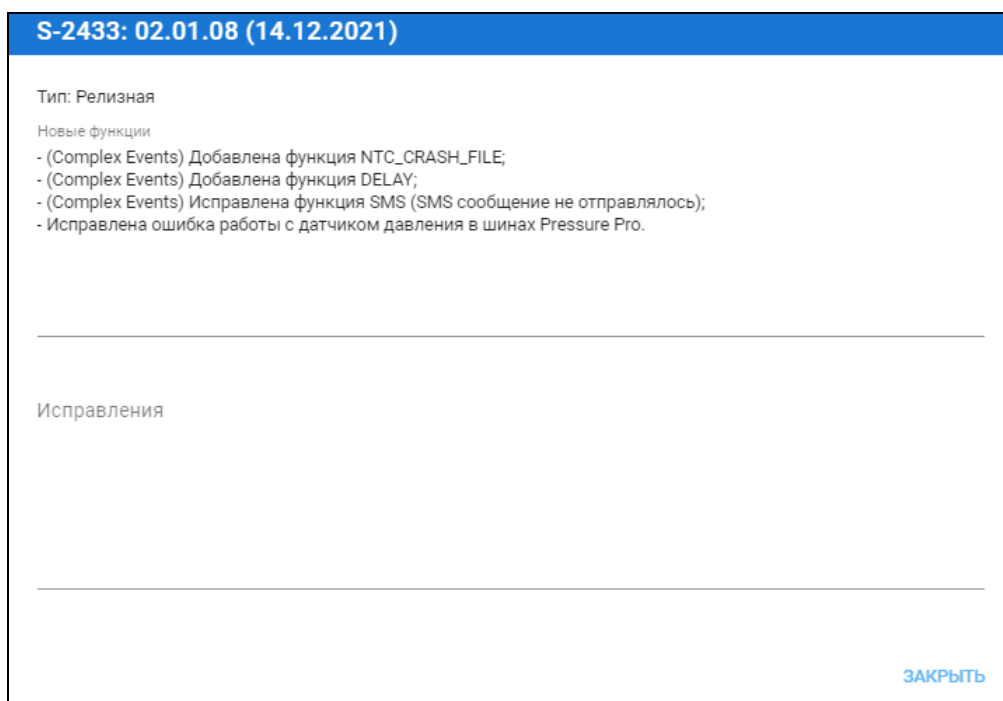 S-2433: 02.01.08 (14.12.2021)
Тип: Релизная
Новые функции
- (Complex Events) Добавлена функция NTC_CRASH_FILE;
- (Complex Events) Добавлена функция DELAY;
- (Complex Events) Исправлена функция SMS (SMS сообщение не отправлялось);
- Исправлена ошибка работы с датчиком давления в шинах Pressure Pro.
Исправления
ЗАКРЫТЬ